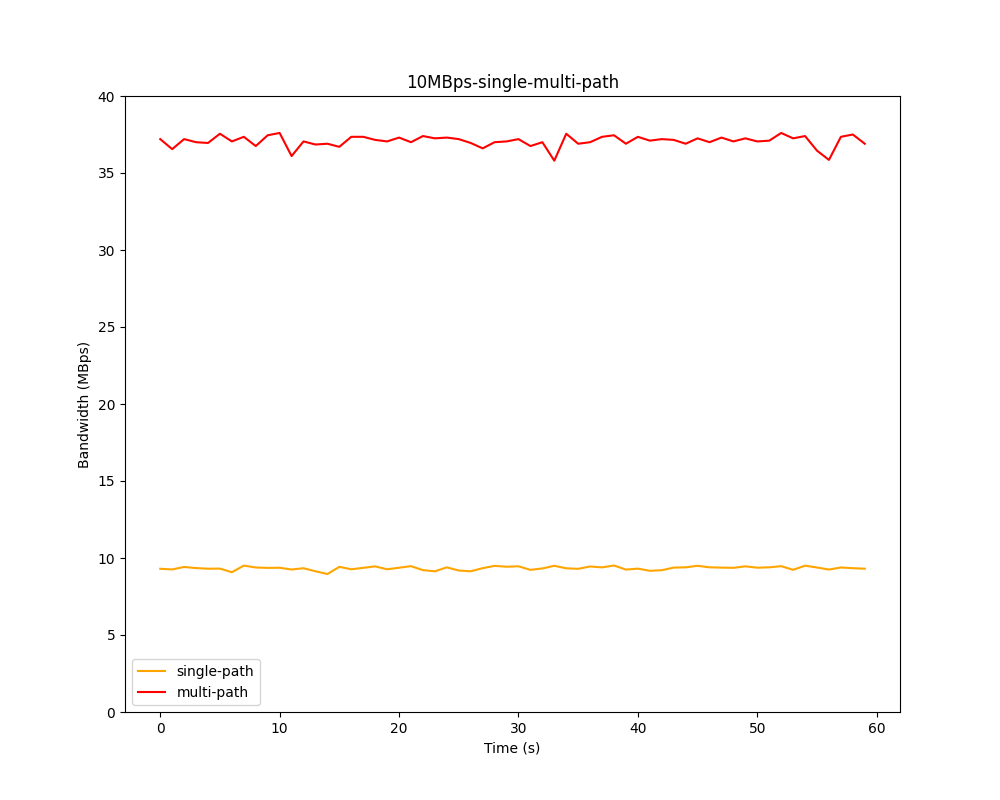 10MBps-single-multi-path
40
35
30
25
20
15
10
5
0
Bandwidth (MBps)
single-path
multi-path
0 10 20 30 40 50 60
Time (s)